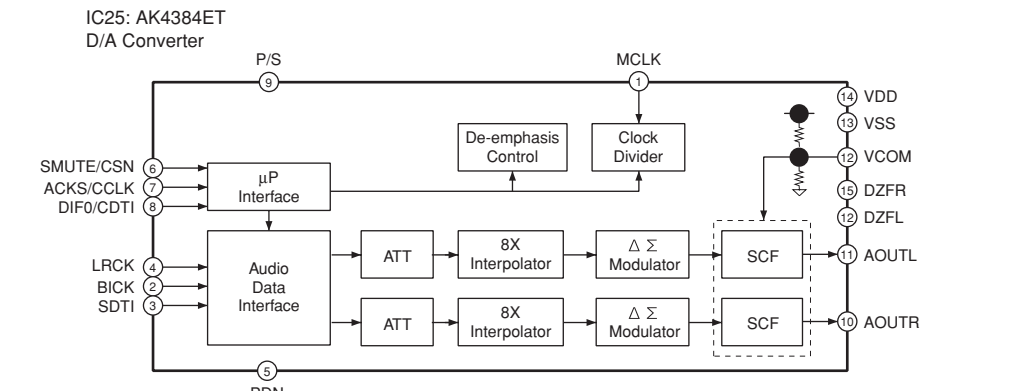 IC25: AK4384ET
D/A Converter
P/S
MCLK
9
1
14 VDD
13 VSS
12 VCOM
15 DZFR
12 DZFL
De-emphasis
Control
Clock
Divider
SMUTE/CSN 6
ACKS/CCLK 7
DIF0/CDTI 8
µP
Interface
LRCK 4
BICK 2
SDTI 3
Audio
Data
Interface
ATT
8X
Interpolator
Δ Σ
Modulator
SCF
11 AOUTL
ATT
8X
Interpolator
Δ Σ
Modulator
SCF
10 AOUTR
5
PDN